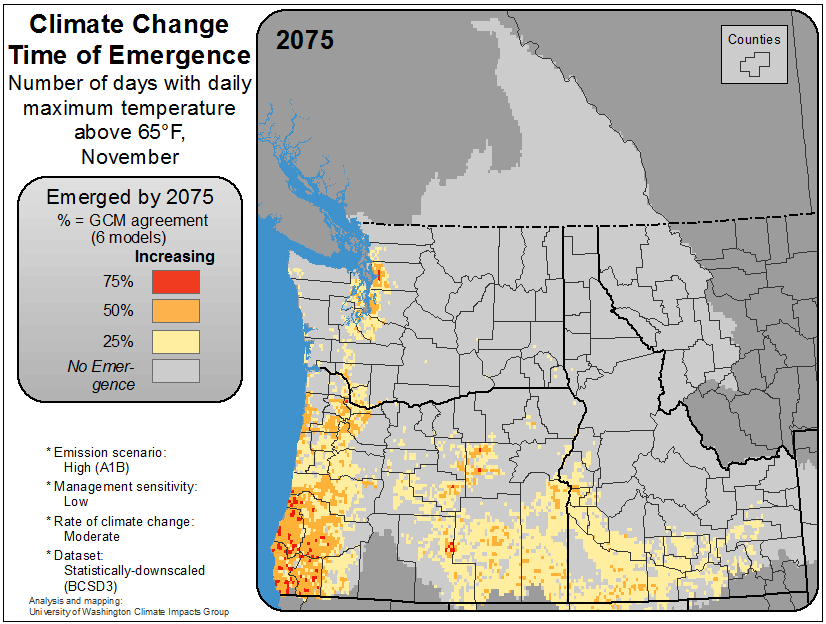 Climate Change
Time of Emergence
Number of days with daily
maximum temperature
above 65°F,
November
Emerged by 2075
% = GCM agreement
(6 models)
Increasing
75%
50%
25%
No Emer-
gence
* Emission scenario:
High (A1B)
* Management sensitivity:
Low
* Rate of climate change:
Moderate
* Dataset:
Statistically-downscaled
(BCSD3)
Analysis and mapping:
University of Washington Climate Impacts Group
2075
Counties